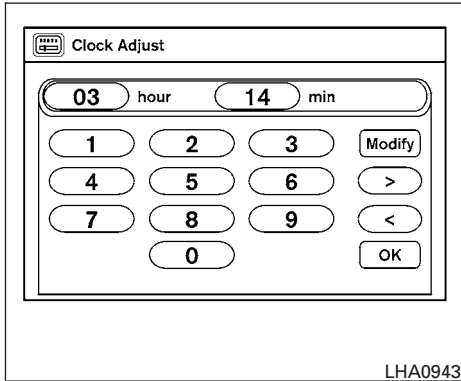 Clock Adjust
03 hour 14 min
1 2 3 Modify
4 5 6 >
7 8 9 <
0 OK
LHA0943